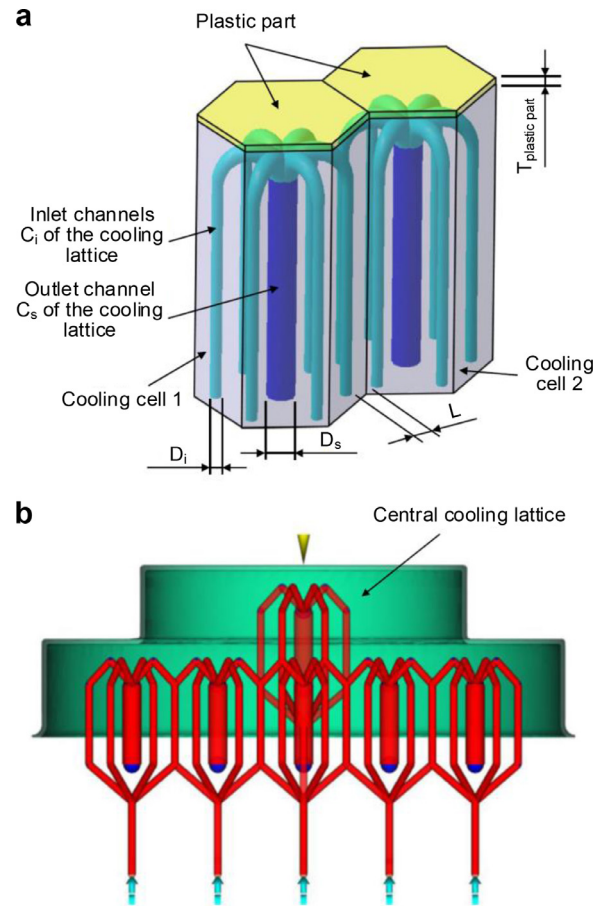 a
Plastic part
T plastic part
Inlet channels
Ci of the cooling
lattice
Outlet channel
Cs of the cooling
lattice
Cooling cell 1
Cooling
cell 2
L
Ds
Di
b
Central cooling lattice